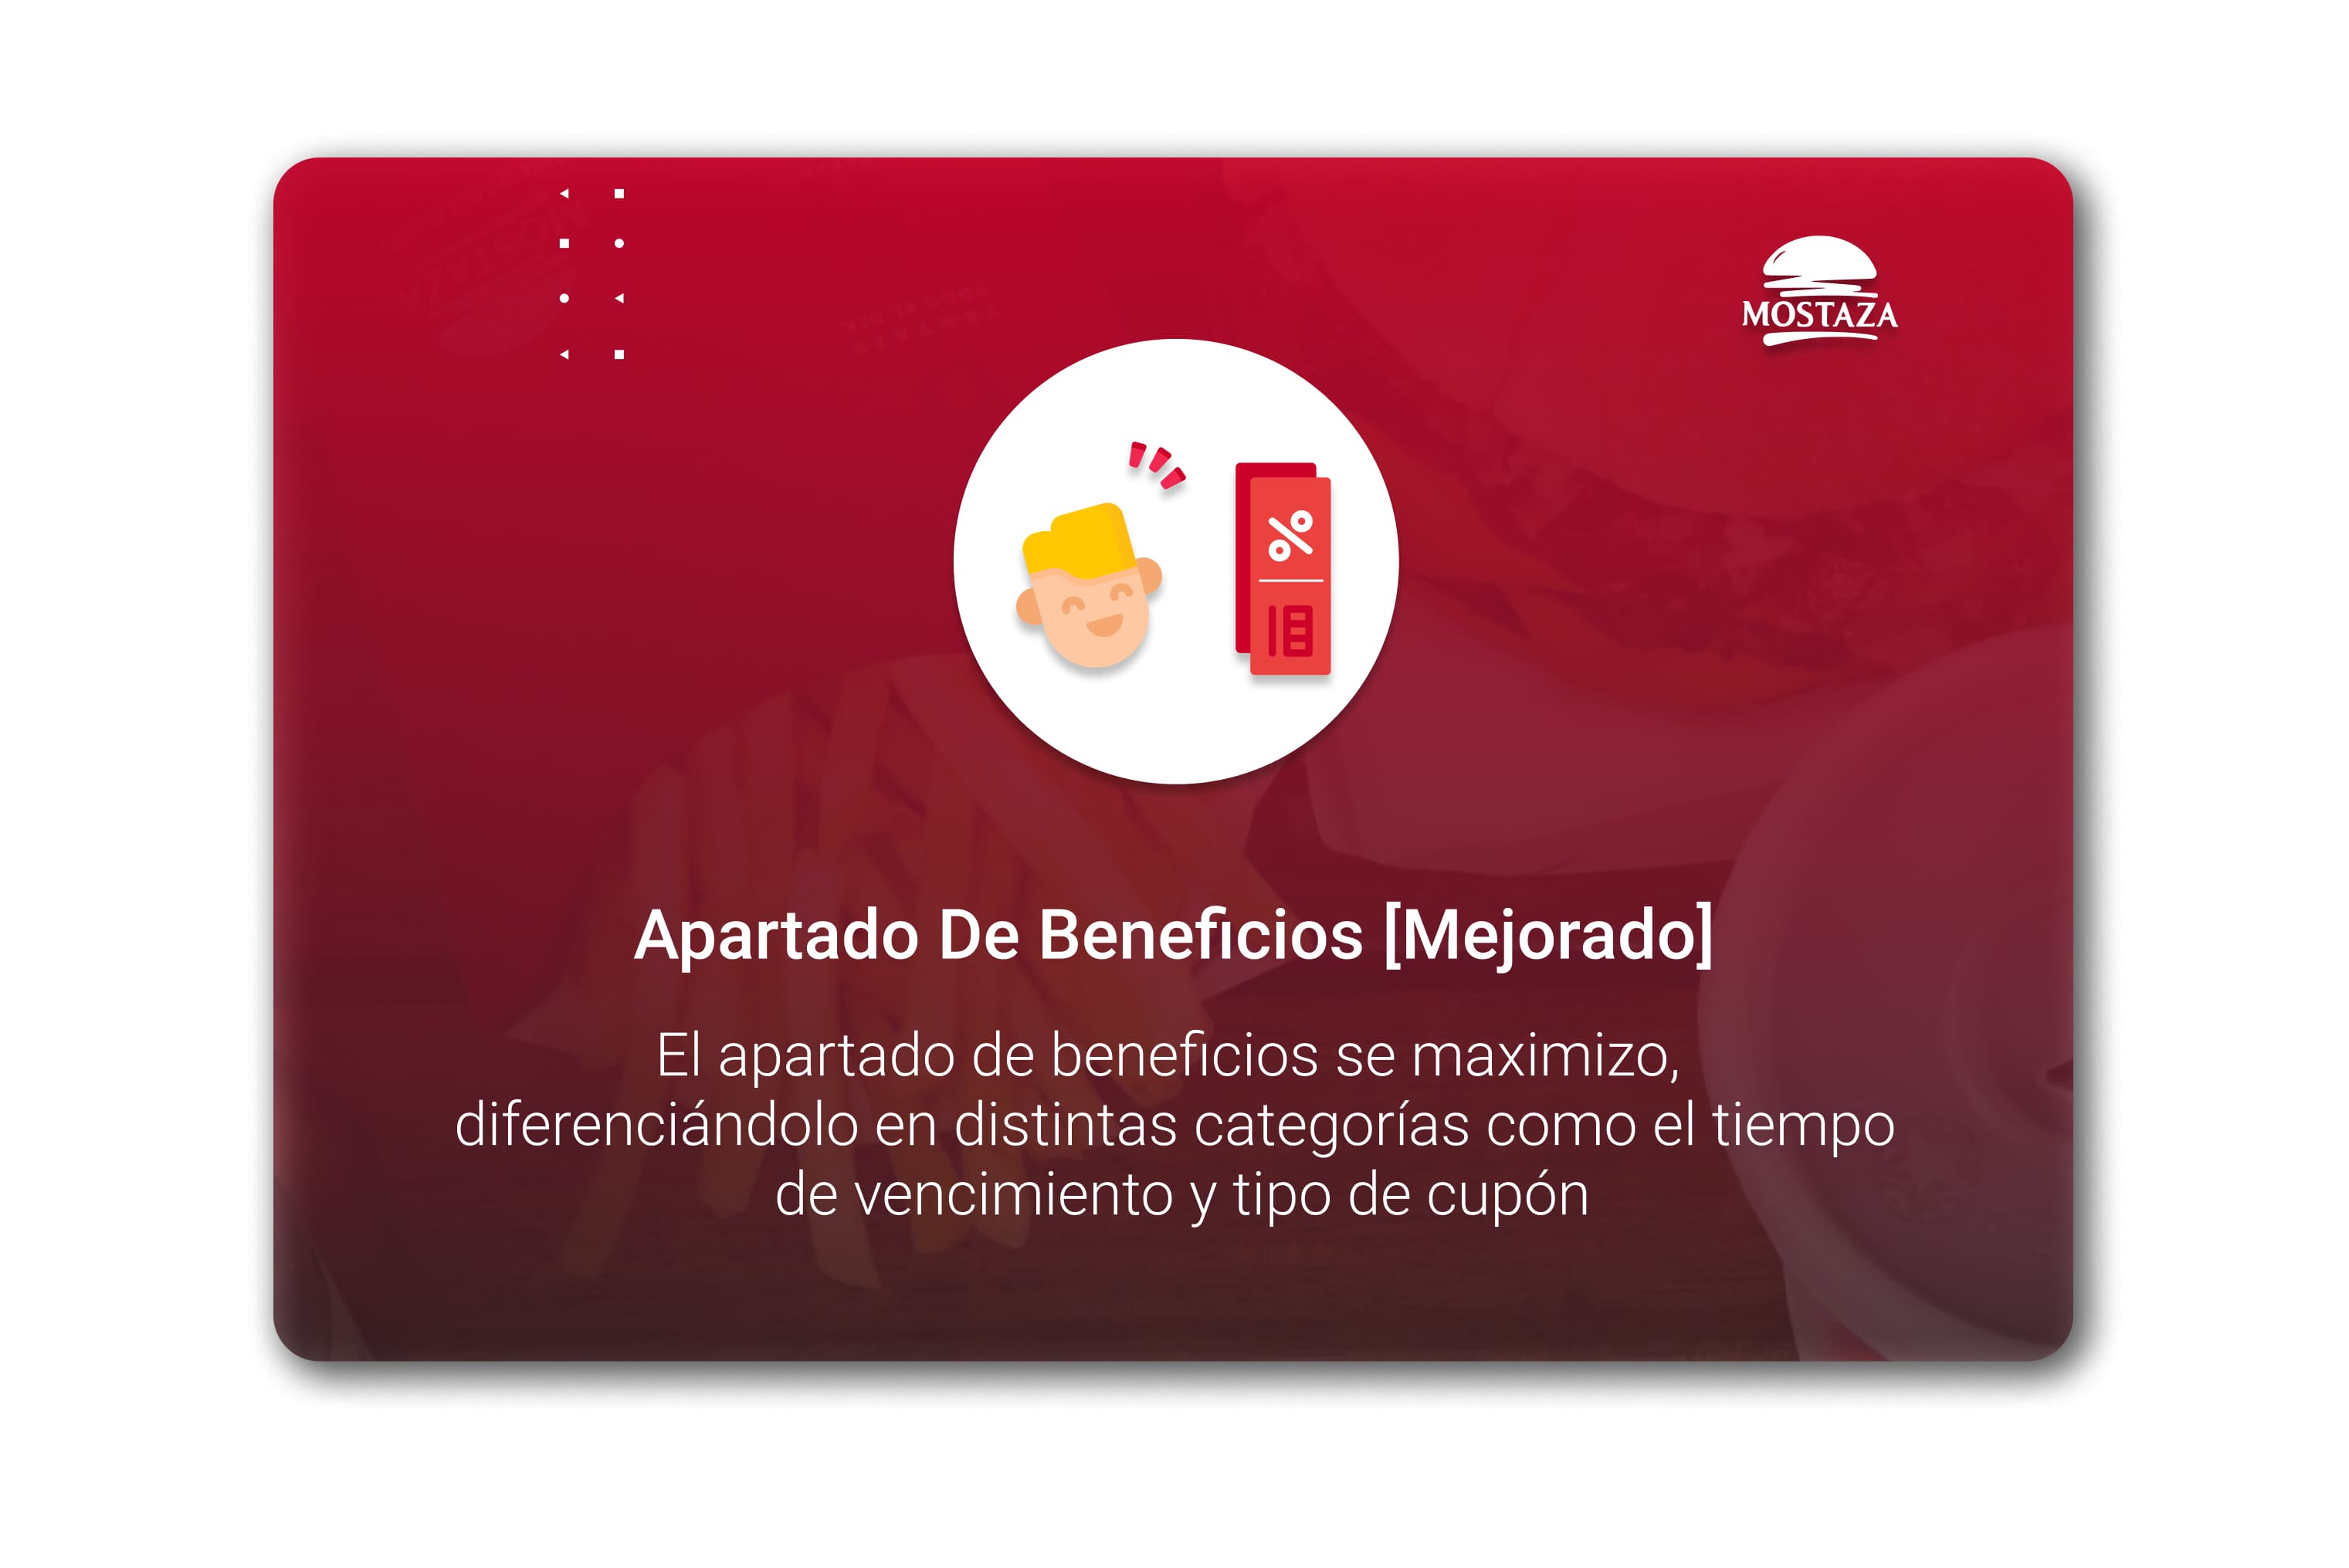 MOSTAZA
Apartado De Beneficios [Mejorado]
El apartado de beneficios se maximizo,
diferenciándolo en distintas categorías como el tiempo
de vencimiento y tipo de cupón